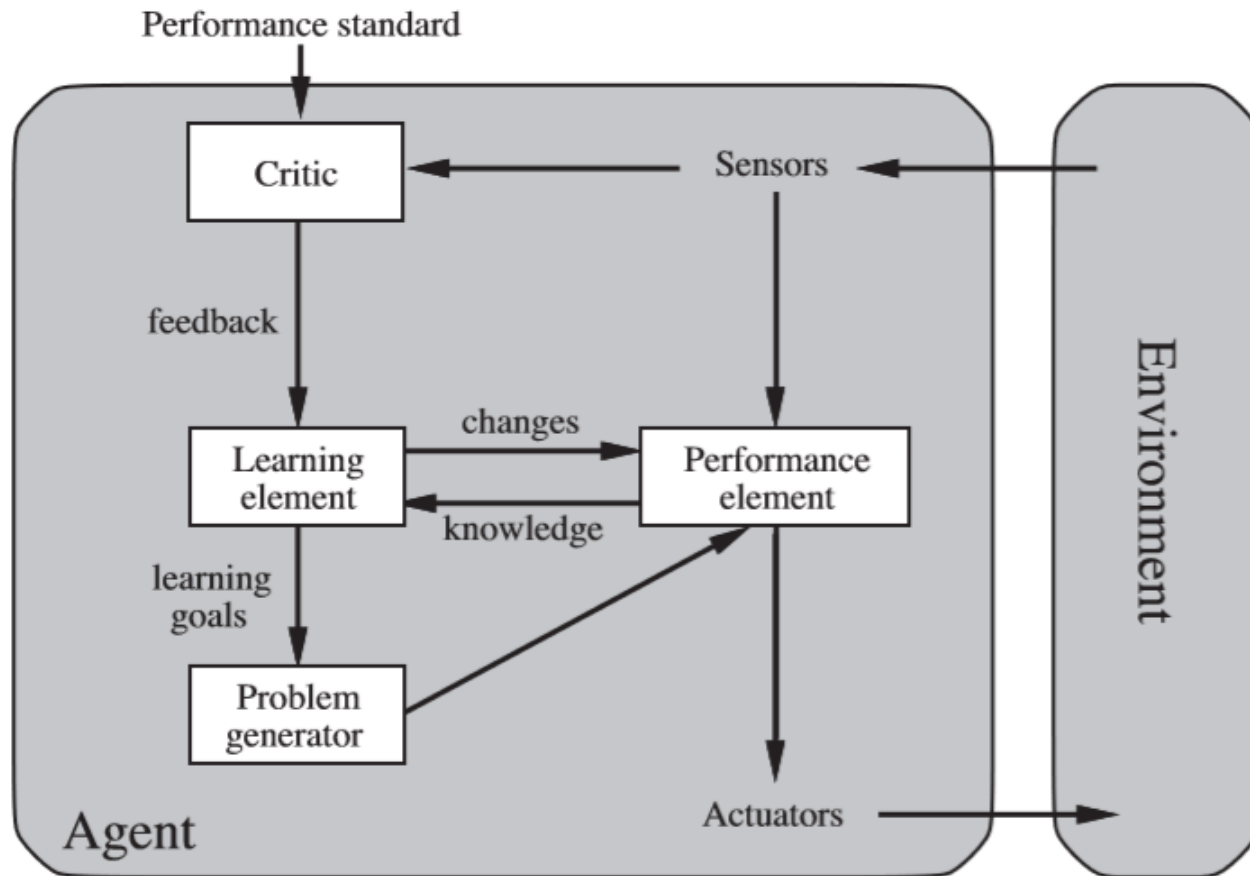 Performance standard
Critic
Sensors
feedback
changes
Learning
element
Performance
element
knowledge
learning
goals
Problem
generator
Agent
Actuators
Environment